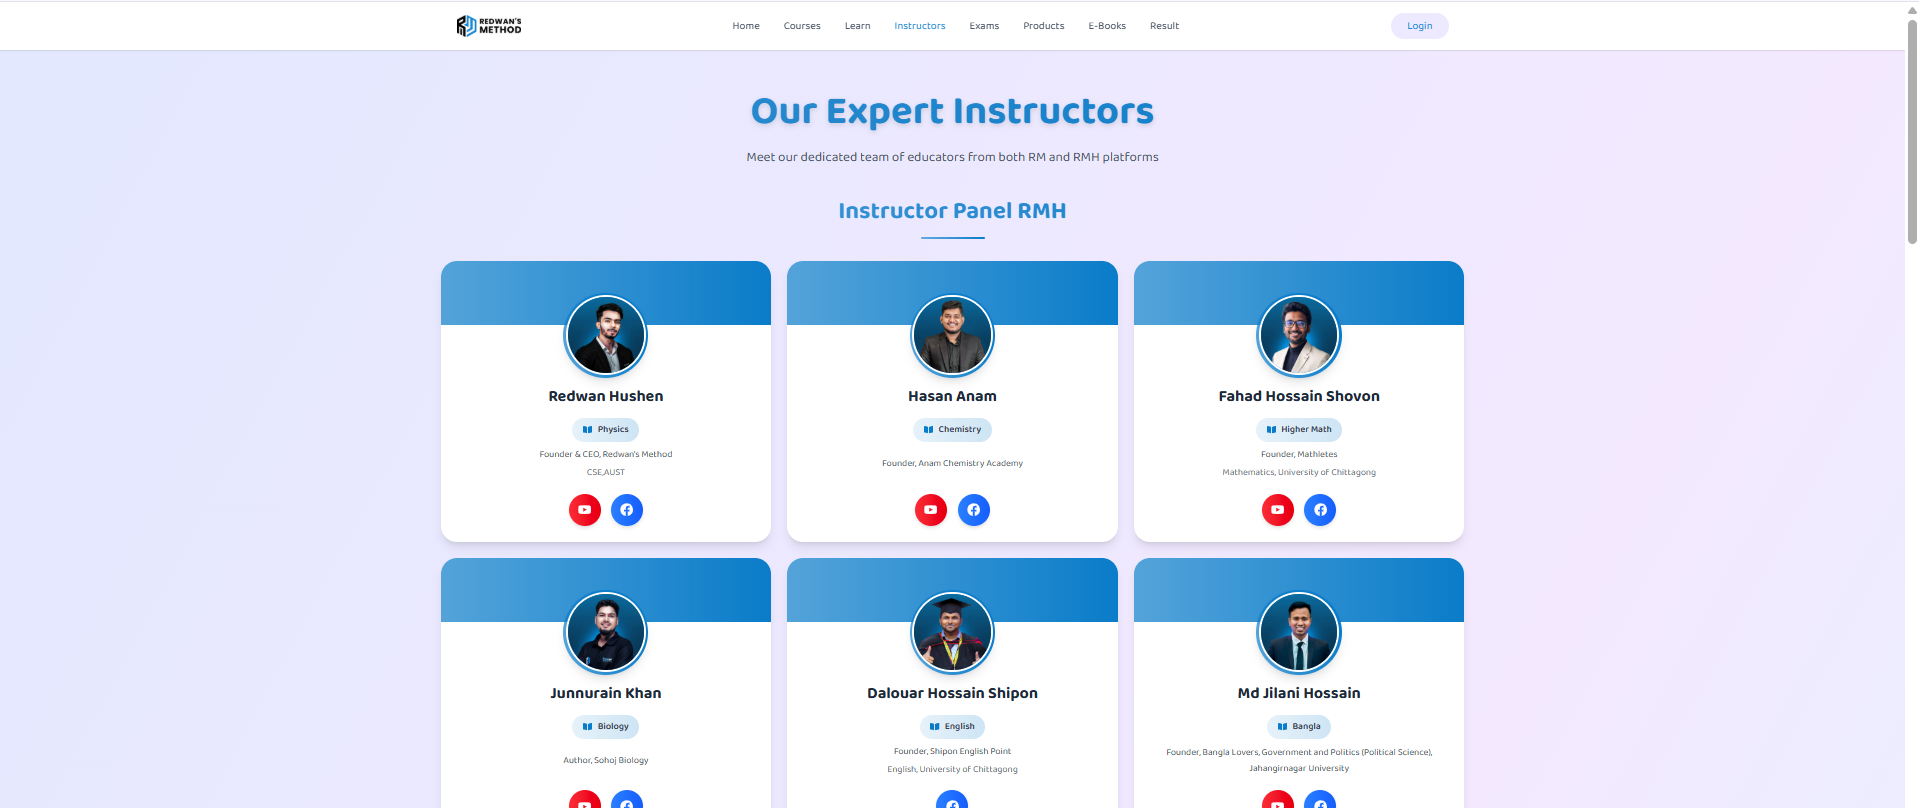 REDWAN'S
METHOD
Home Courses Learn Instructors Exams Products E-Books Result
Login
Our Expert Instructors
Meet our dedicated team of educators from both RM and RMH platforms
Instructor Panel RMH
Redwan Hushen
Physics
Founder & CEO, Redwan's Method
CSE,AUST
Hasan Anam
Chemistry
Founder, Anam Chemistry Academy
Fahad Hossain Shovon
Higher Math
Founder, Mathletes
Mathematics, University of Chittagong
Junnurain Khan
Biology
Author, Sohoj Biology
Dalouar Hossain Shipon
English
Founder, Shipon English Point
English, University of Chittagong
Md Jilani Hossain
Bangla
Founder, Bangla Lovers, Government and Politics (Political Science),
Jahangirnagar University